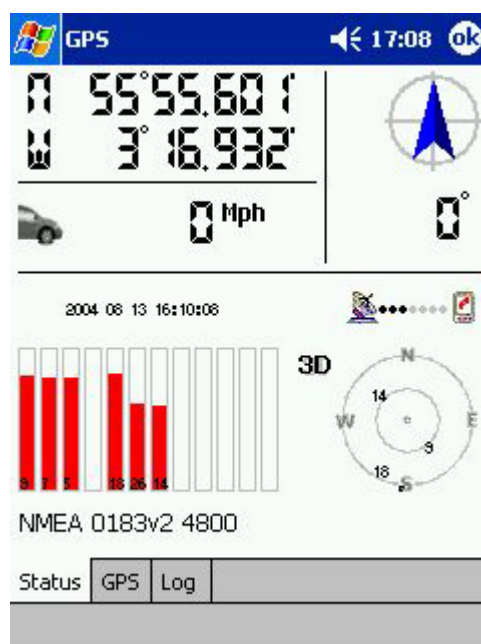 GPS 17:08 ok
N 55°55.601'
W 3°16.932'
0 Mph 0°
2004 08 13 16:10:08
3D
N
14
W E
9
18
S
9 7 5 18 26 14
NMEA 0183v2 4800
Status GPS Log